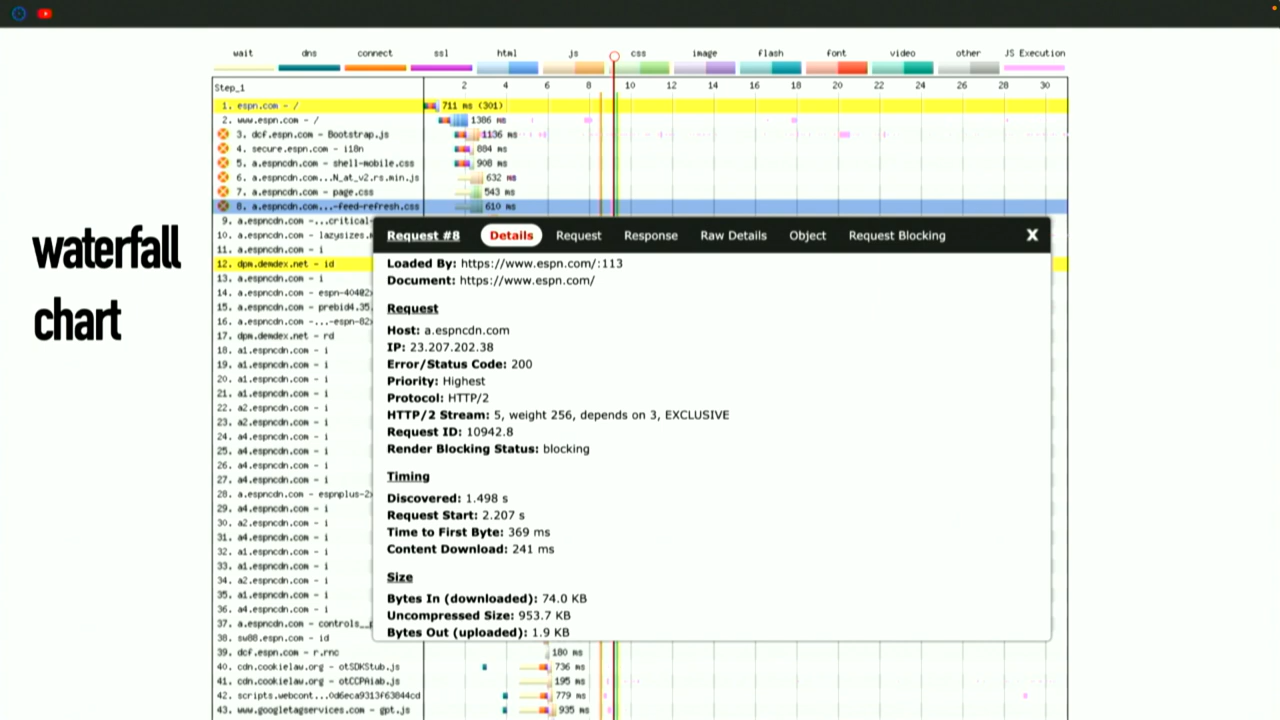 wait dns connect ssl html js css image flash font video other JS Execution
Step_1 2 4 6 8 10 12 14 16 18 20 22 24 26 28 30
1. espn.com - / 711 ms (301)
2. www.espn.com - / 1386 ms
3. dcf.espn.com - Bootstrap.js 1136 ms
4. secure.espn.com - i18n 884 ms
5. a.espncdn.com - shell-mobile.css 908 ms
6. a.espncdn.com...N_at_v2.rs.min.js 632 ms
7. a.espncdn.com - page.css 543 ms
8. a.espncdn.com...-feed-refresh.css 610 ms
waterfall
chart
9. a.espncdn.com -...critical-
10. a.espncdn.com - lazysizes.
11. a.espncdn.com - i
12. dpm.demdex.net - id
13. a.espncdn.com - i
14. a.espncdn.com - espn-40402
15. a.espncdn.com - prebid4.35.
16. a.espncdn.com -...-espn-82
17. dpm.demdex.net - rd
18. a1.espncdn.com - i
19. a1.espncdn.com - i
20. a1.espncdn.com - i
21. a1.espncdn.com - i
22. a2.espncdn.com - i
23. a2.espncdn.com - i
24. a4.espncdn.com - i
25. a4.espncdn.com - i
26. a4.espncdn.com - i
27. a4.espncdn.com - i
28. a.espncdn.com - espnplus-2
29. a4.espncdn.com - i
30. a2.espncdn.com - i
31. a4.espncdn.com - i
32. a1.espncdn.com - i
33. a1.espncdn.com - i
34. a2.espncdn.com - i
35. a1.espncdn.com - i
36. a4.espncdn.com - i
37. a.espncdn.com - controls_
38. sw88.espn.com - id
Request #8 Details Request Response Raw Details Object Request Blocking X
Loaded By: https://www.espn.com/:113
Document: https://www.espn.com/
Request
Host: a.espncdn.com
IP: 23.207.202.38
Error/Status Code: 200
Priority: Highest
Protocol: HTTP/2
HTTP/2 Stream: 5, weight 256, depends on 3, EXCLUSIVE
Request ID: 10942.8
Render Blocking Status: blocking
Timing
Discovered: 1.498 s
Request Start: 2.207 s
Time to First Byte: 369 ms
Content Download: 241 ms
Size
Bytes In (downloaded): 74.0 KB
Uncompressed Size: 953.7 KB
Bytes Out (uploaded): 1.9 KB
39. dcf.espn.com - r.rnc 180 ms
40. cdn.cookielaw.org - otSDKStub.js 736 ms
41. cdn.cookielaw.org - otCCPAiab.js 195 ms
42. scripts.webcont...0d6eca9313f63844cd 779 ms
43. www.googletagservices.com - gpt.js 935 ms